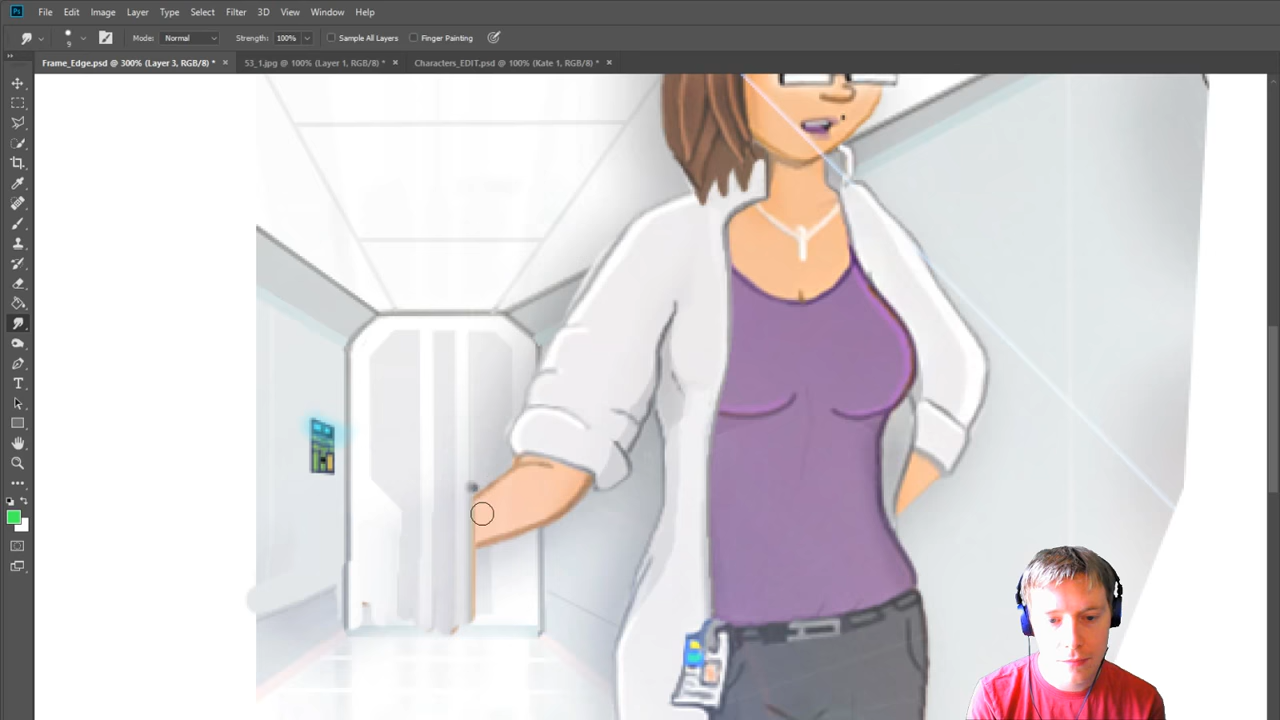 Ps File Edit Image Layer Type Select Filter 3D View Window Help
9 Mode: Normal Strength: 100% Sample All Layers Finger Painting
Frame_Edge.psd @ 300% (Layer 3, RGB/8) * × 53_1.jpg @ 100% (Layer 1, RGB/8) * × Characters_EDIT.psd @ 100% (Kate 1, RGB/8) * ×